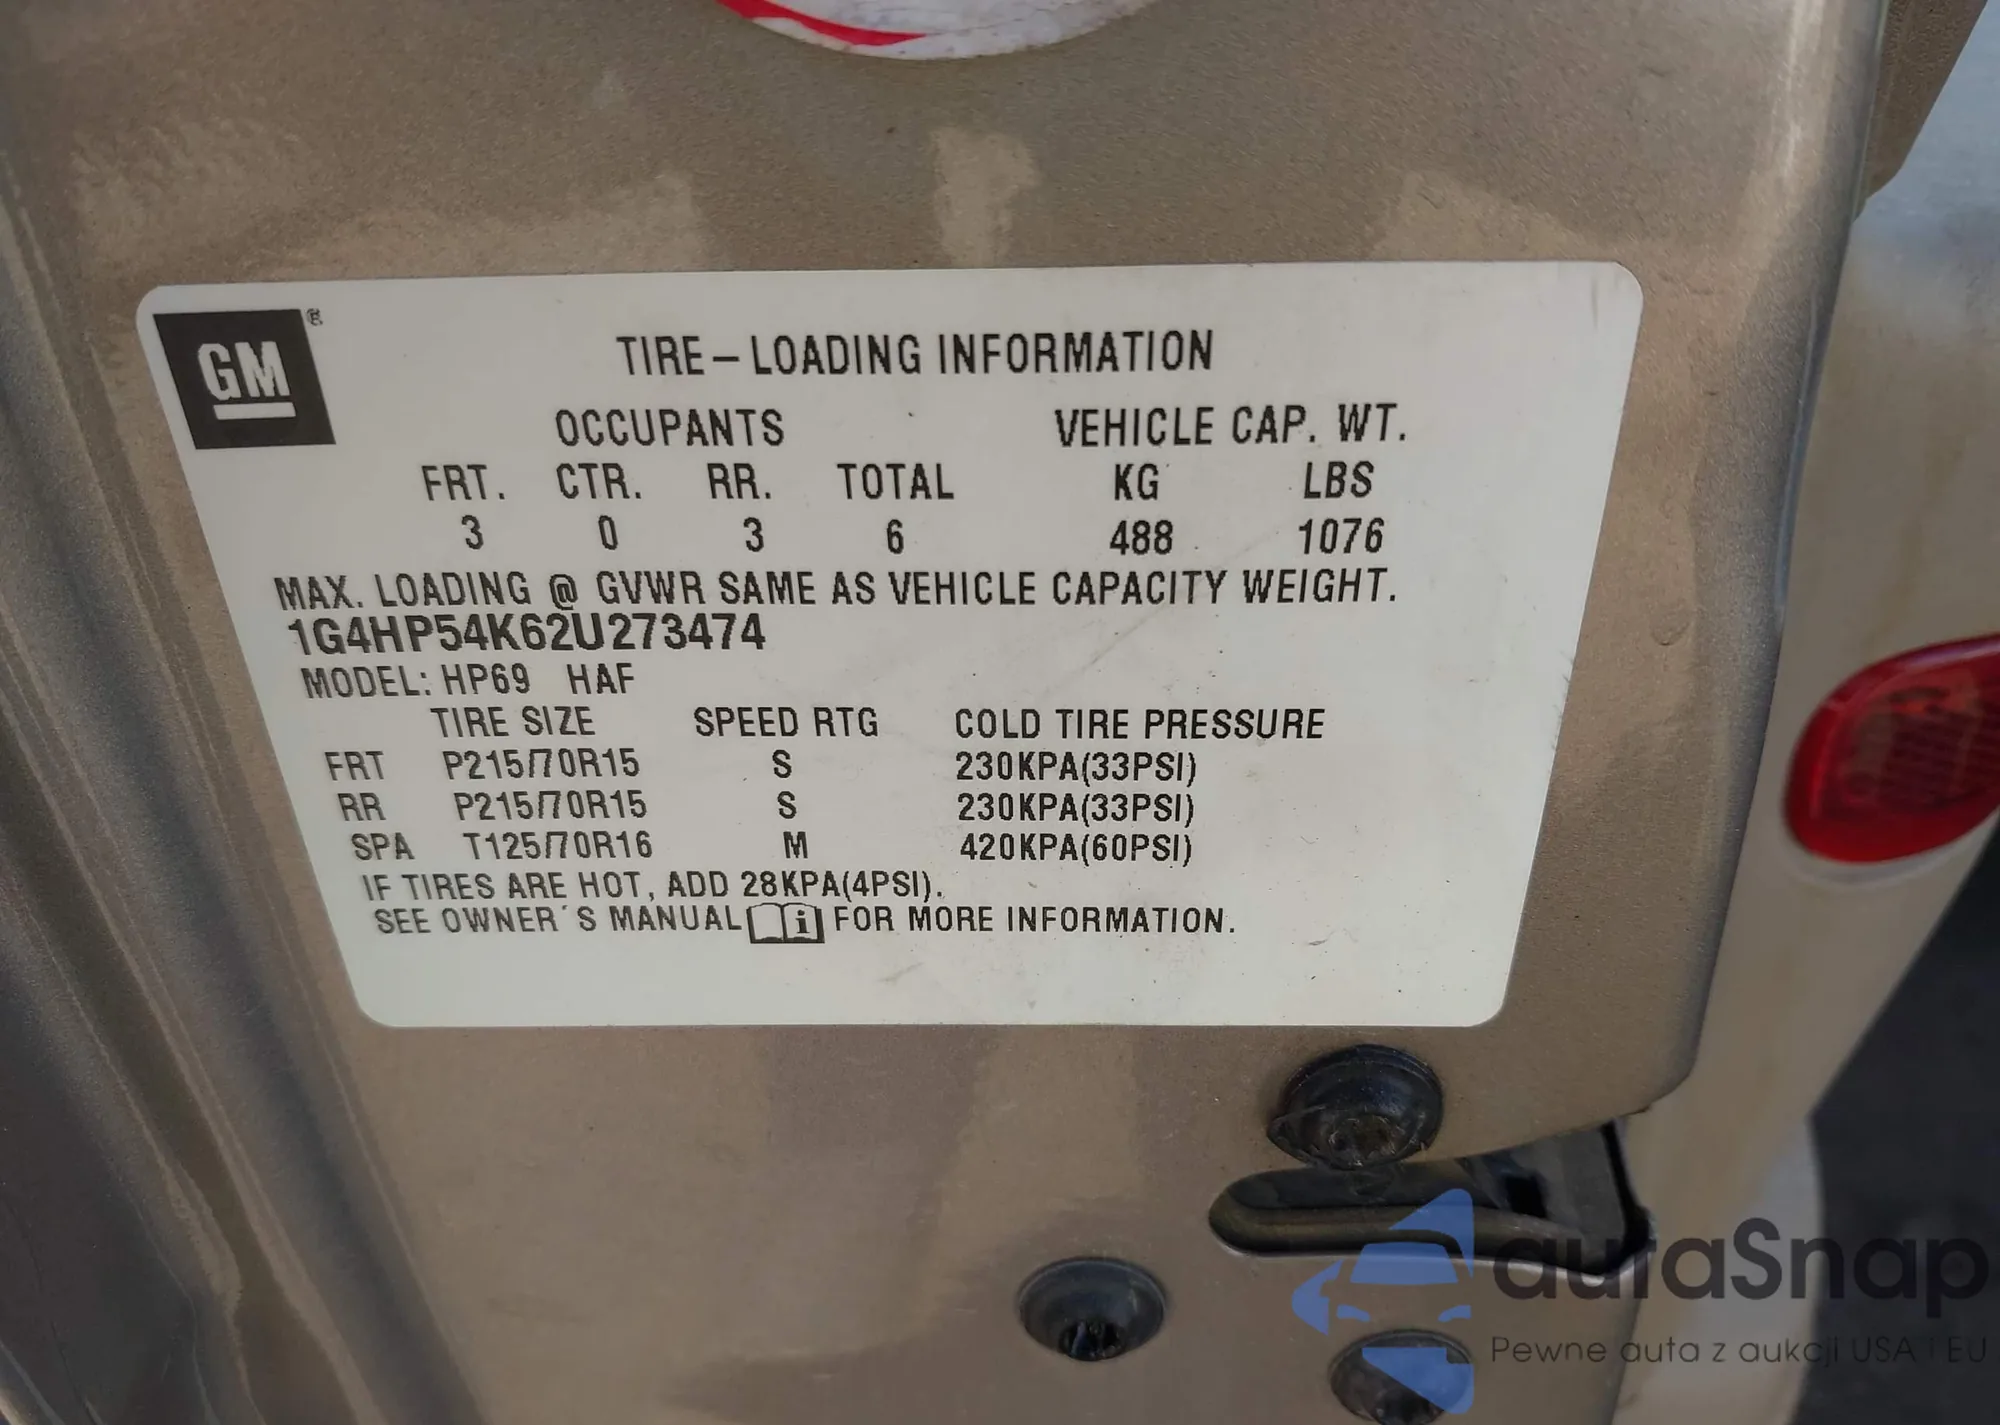 GM ®
TIRE – LOADING INFORMATION
OCCUPANTS VEHICLE CAP. WT.
FRT. CTR. RR. TOTAL KG LBS
3 0 3 6 488 1076
MAX. LOADING @ GVWR SAME AS VEHICLE CAPACITY WEIGHT.
1G4HP54K62U273474
MODEL: HP69 HAF
TIRE SIZE SPEED RTG COLD TIRE PRESSURE
FRT P215/70R15 S 230KPA(33PSI)
RR P215/70R15 S 230KPA(33PSI)
SPA T125/70R16 M 420KPA(60PSI)
IF TIRES ARE HOT, ADD 28KPA(4PSI).
SEE OWNER´S MANUAL i FOR MORE INFORMATION.
auraSnap
Pewne auta z aukcji USA i EU